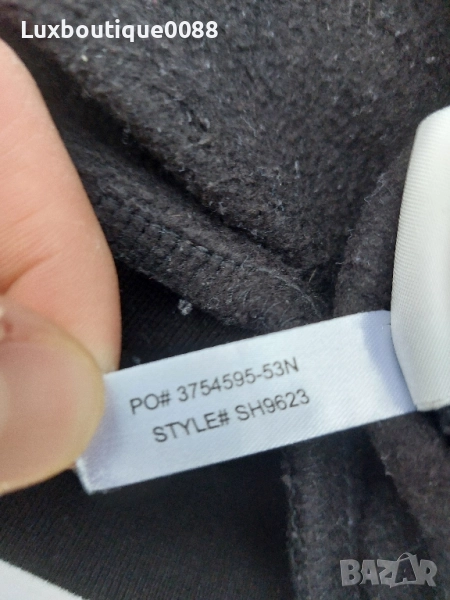 Luxboutique0088
PO# 3754595-53N
STYLE# SH9623
BAZAR